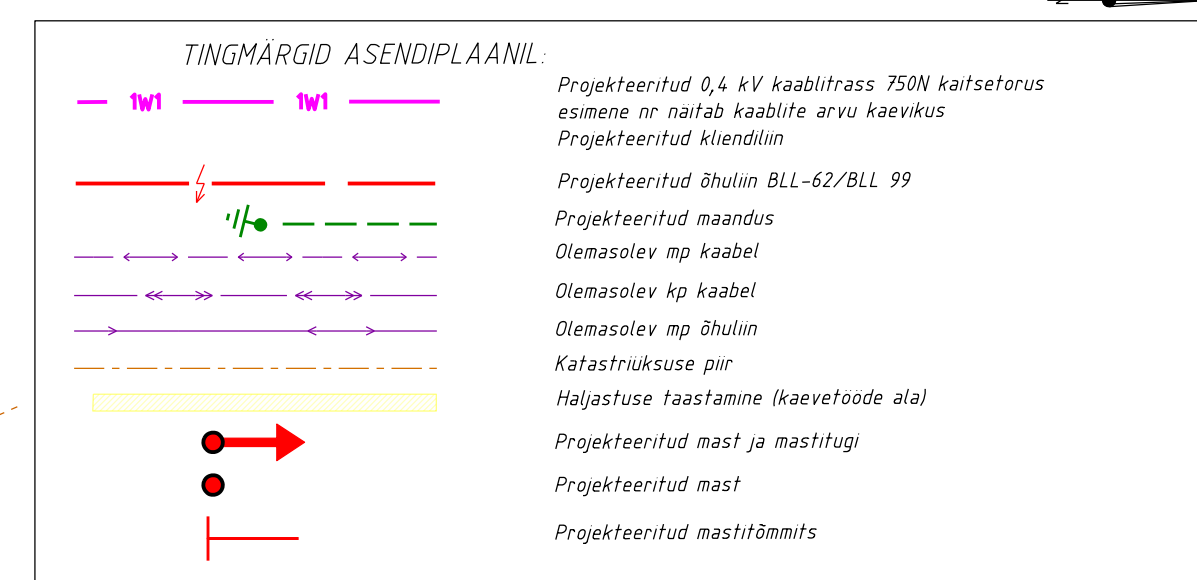 TINGMÄRGID ASENDIPLAANIL:
1W1 1W1
Projekteeritud 0,4 kV kaablitrass 750N kaitsetorus
esimene nr näitab kaablite arvu kaevikus
Projekteeritud kliendiliin
Projekteeritud õhuliin BLL-62/BLL 99
Projekteeritud maandus
Olemasolev mp kaabel
Olemasolev kp kaabel
Olemasolev mp õhuliin
Katastriüksuse piir
Haljastuse taastamine (kaevetööde ala)
Projekteeritud mast ja mastitugi
Projekteeritud mast
Projekteeritud mastitõmmits